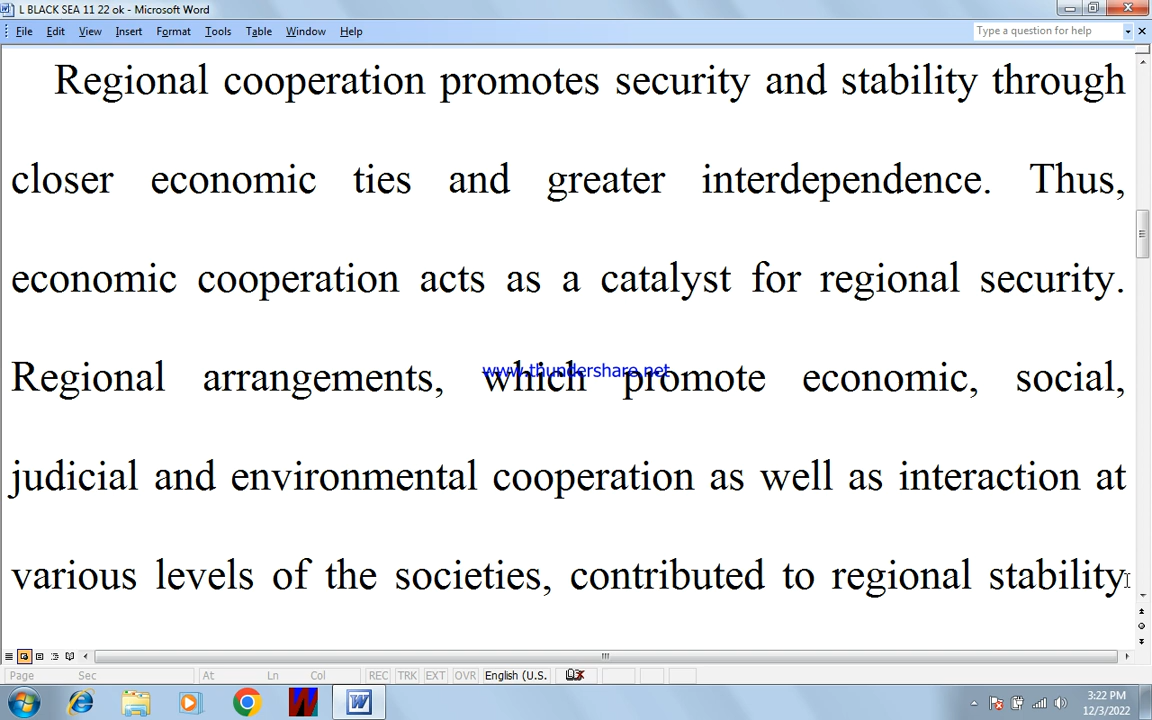 L BLACK SEA 11 22 ok - Microsoft Word
File Edit View Insert Format Tools Table Window Help Type a question for help
Regional cooperation promotes security and stability through
closer economic ties and greater interdependence. Thus,
economic cooperation acts as a catalyst for regional security.
www.thundershare.net
Regional arrangements, which promote economic, social,
judicial and environmental cooperation as well as interaction at
various levels of the societies, contributed to regional stability
Page Sec At Ln Col REC TRK EXT OVR English (U.S.
3:22 PM
12/3/2022